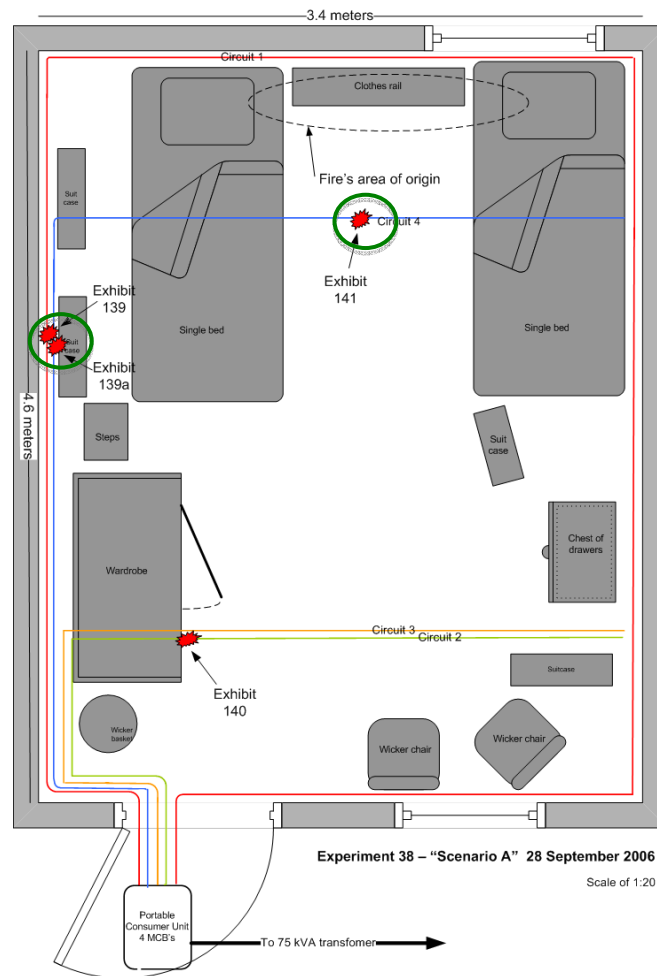 3.4 meters
Circuit 1
Clothes rail
Fire's area of origin
Suit
case
Circuit 4
Exhibit
141
Exhibit
139
Suit
case
Exhibit
139a
Single bed
Single bed
4.6 meters
Steps
Suit
case
Chest of
drawers
Wardrobe
Circuit 3
Circuit 2
Exhibit
140
Suitcase
Wicker
basket
Wicker chair
Wicker chair
Experiment 38 – "Scenario A" 28 September 2006
Scale of 1:20
Portable
Consumer Unit
4 MCB's
To 75 kVA transfomer